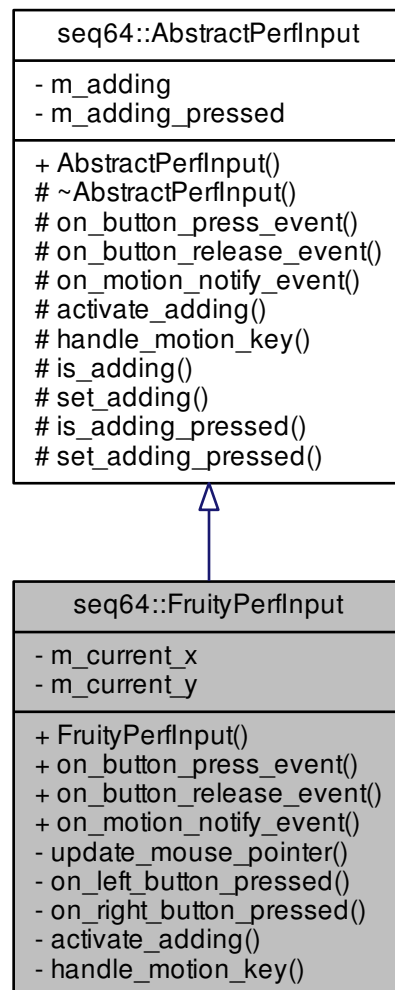 seq64::AbstractPerfInput
- m_adding
- m_adding_pressed
+ AbstractPerfInput()
# ~AbstractPerfInput()
# on_button_press_event()
# on_button_release_event()
# on_motion_notify_event()
# activate_adding()
# handle_motion_key()
# is_adding()
# set_adding()
# is_adding_pressed()
# set_adding_pressed()
seq64::FruityPerfInput
- m_current_x
- m_current_y
+ FruityPerfInput()
+ on_button_press_event()
+ on_button_release_event()
+ on_motion_notify_event()
- update_mouse_pointer()
- on_left_button_pressed()
- on_right_button_pressed()
- activate_adding()
- handle_motion_key()